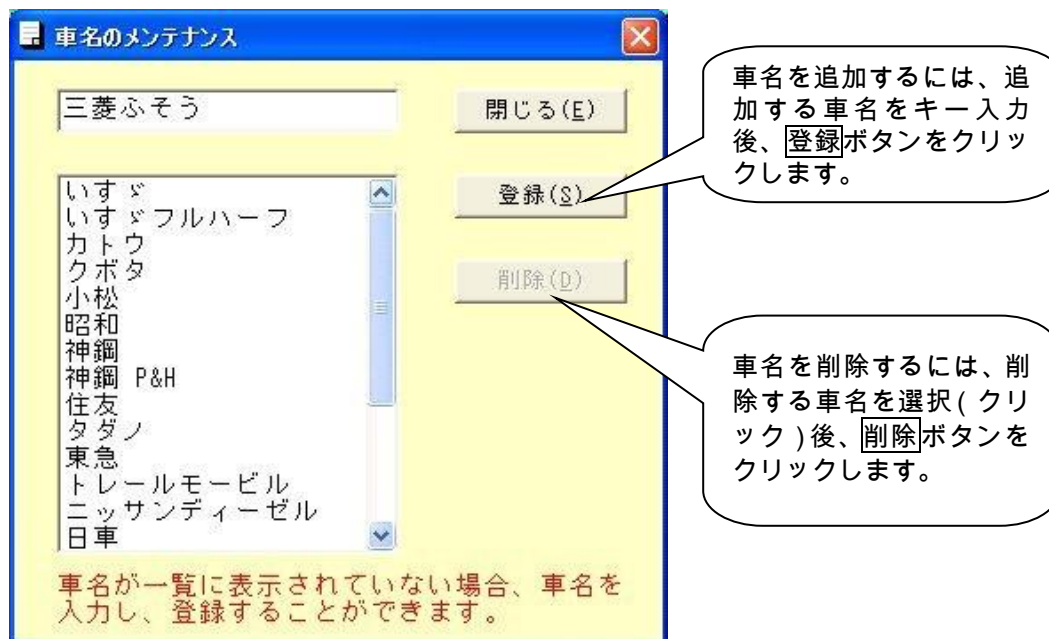 車名のメンテナンス
三菱ふそう
閉じる(E)
いすゞ
いすゞフルハーフ
カトウ
クボタ
小松
昭和
神鋼
神鋼 P&H
住友
タダノ
東急
トレールモービル
ニッサンディーゼル
日車
登録(S)
削除(D)
車名が一覧に表示されていない場合、車名を
入力し、登録することができます。
車名を追加するには、追
加する車名をキー入力
後、登録ボタンをクリッ
クします。
車名を削除するには、削
除する車名を選択(クリ
ック)後、削除ボタンを
クリックします。